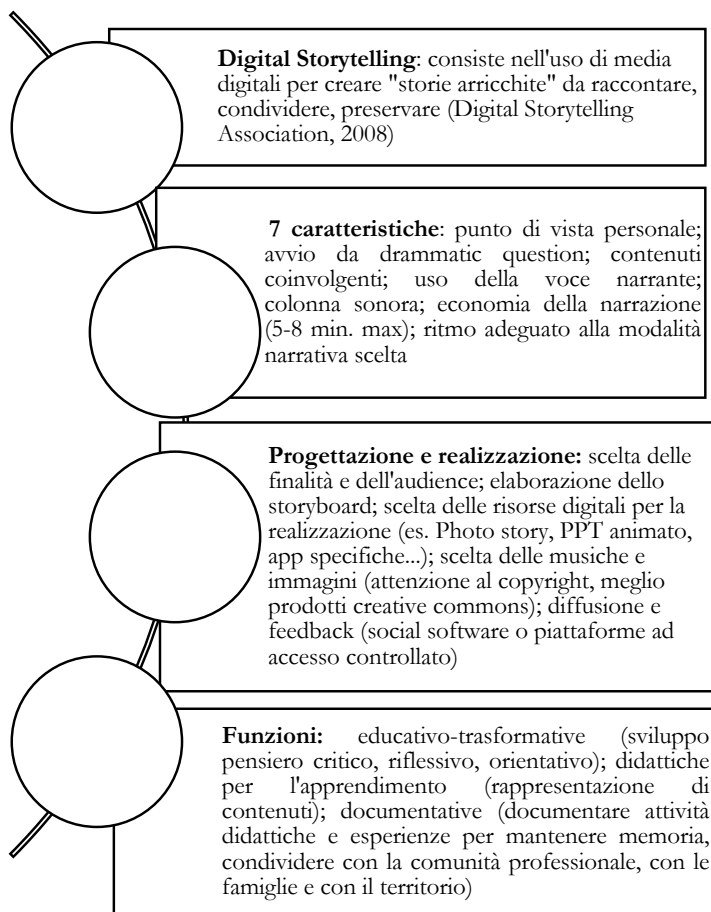 Digital Storytelling: consiste nell'uso di media
digitali per creare "storie arricchite" da raccontare,
condividere, preservare (Digital Storytelling
Association, 2008)
7 caratteristiche: punto di vista personale;
avvio da drammatic question; contenuti
coinvolgenti; uso della voce narrante;
colonna sonora; economia della narrazione
(5-8 min. max); ritmo adeguato alla modalità
narrativa scelta
Progettazione e realizzazione: scelta delle
finalità e dell'audience; elaborazione dello
storyboard; scelta delle risorse digitali per la
realizzazione (es. Photo story, PPT animato,
app specifiche...); scelta delle musiche e
immagini (attenzione al copyright, meglio
prodotti creative commons); diffusione e
feedback (social software o piattaforme ad
accesso controllato)
Funzioni: educativo-trasformative (sviluppo
pensiero critico, riflessivo, orientativo); didattiche
per l'apprendimento (rappresentazione di
contenuti); documentative (documentare attività
didattiche e esperienze per mantenere memoria,
condividere con la comunità professionale, con le
famiglie e con il territorio)